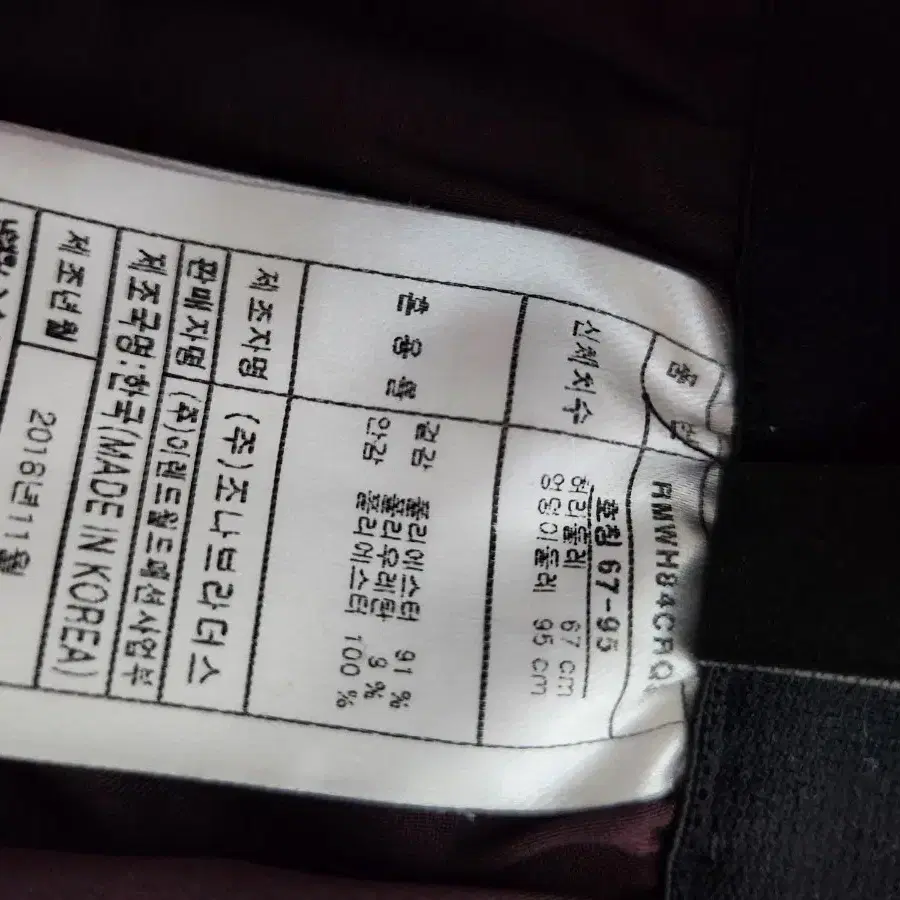 품 번 RMWH84CRQ
신체치수 호칭 67-95
허리둘레 67 cm
엉덩이둘레 95 cm
혼용률 겉감 폴리에스터 91 %
폴리우레탄 9 %
안감 폴리에스터 100 %
제조자명 (주)조나브라더스
판매자명 (주)이랜드월드패션사업부
제조국명:한국(MADE IN KOREA)
제조년월 2018년11월